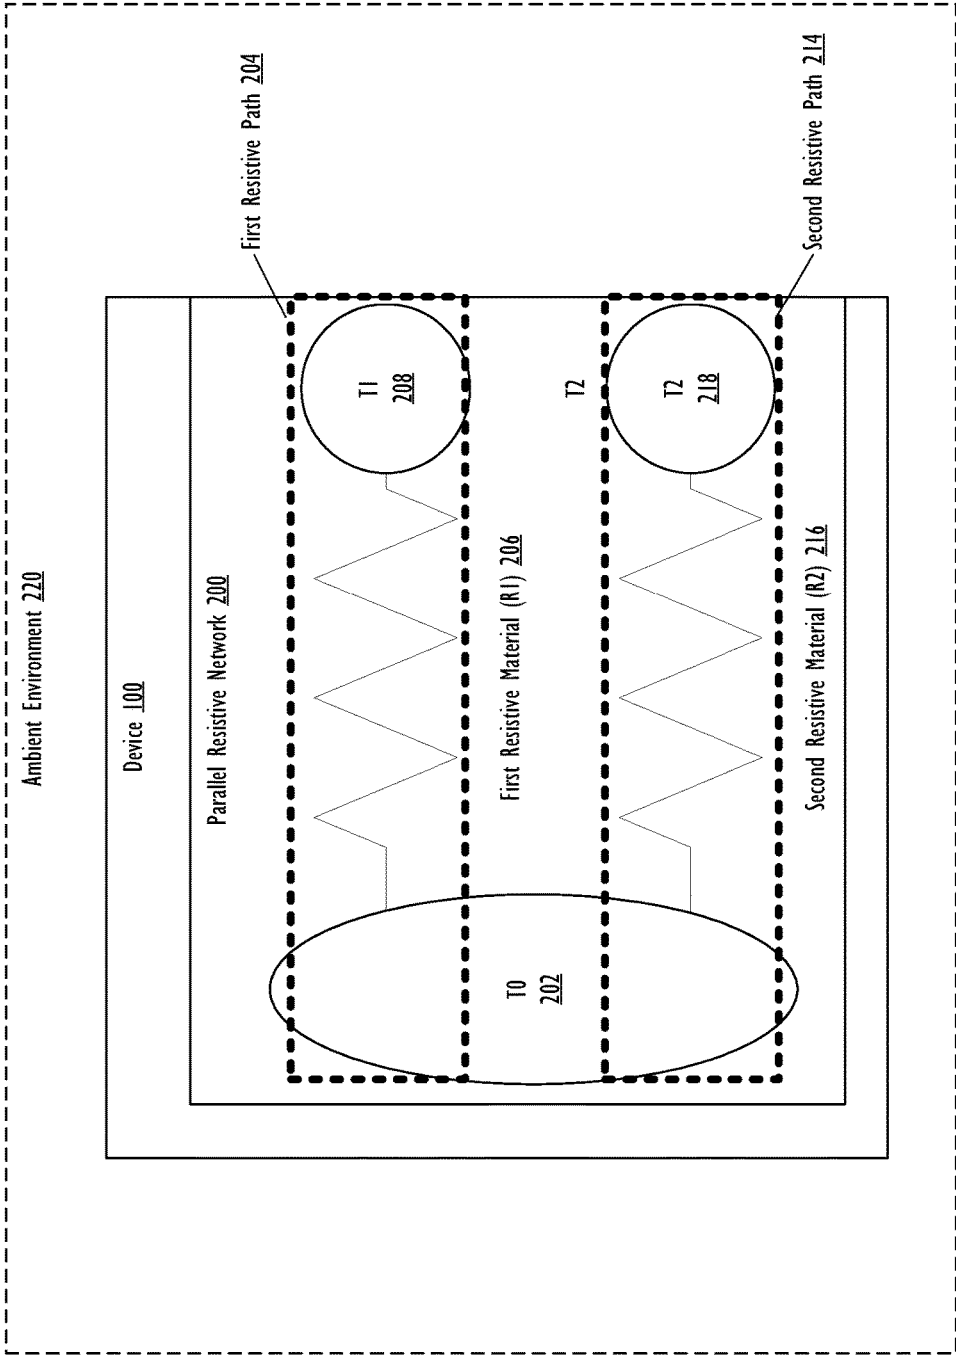 Ambient Environment 220
Device 100
Parallel Resistive Network 200
First Resistive Path 204
T1
208
First Resistive Material (R1) 206
T0
202
T2
T2
218
Second Resistive Material (R2) 216
Second Resistive Path 214